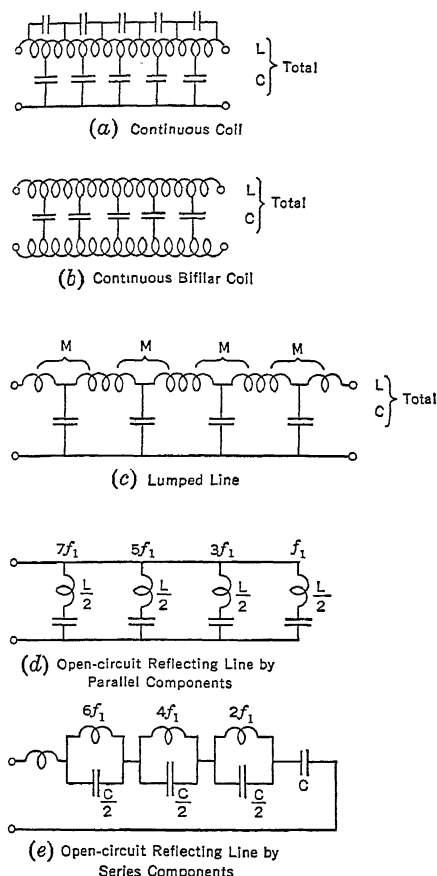 L
C
Total
(a) Continuous Coil
L
C
Total
(b) Continuous Bifilar Coil
M M M M
L
C
Total
(c) Lumped Line
7f₁ 5f₁ 3f₁ f₁
L/2 L/2 L/2 L/2
(d) Open-circuit Reflecting Line by
Parallel Components
6f₁ 4f₁ 2f₁
C/2 C/2 C/2 C
(e) Open-circuit Reflecting Line by
Series Components